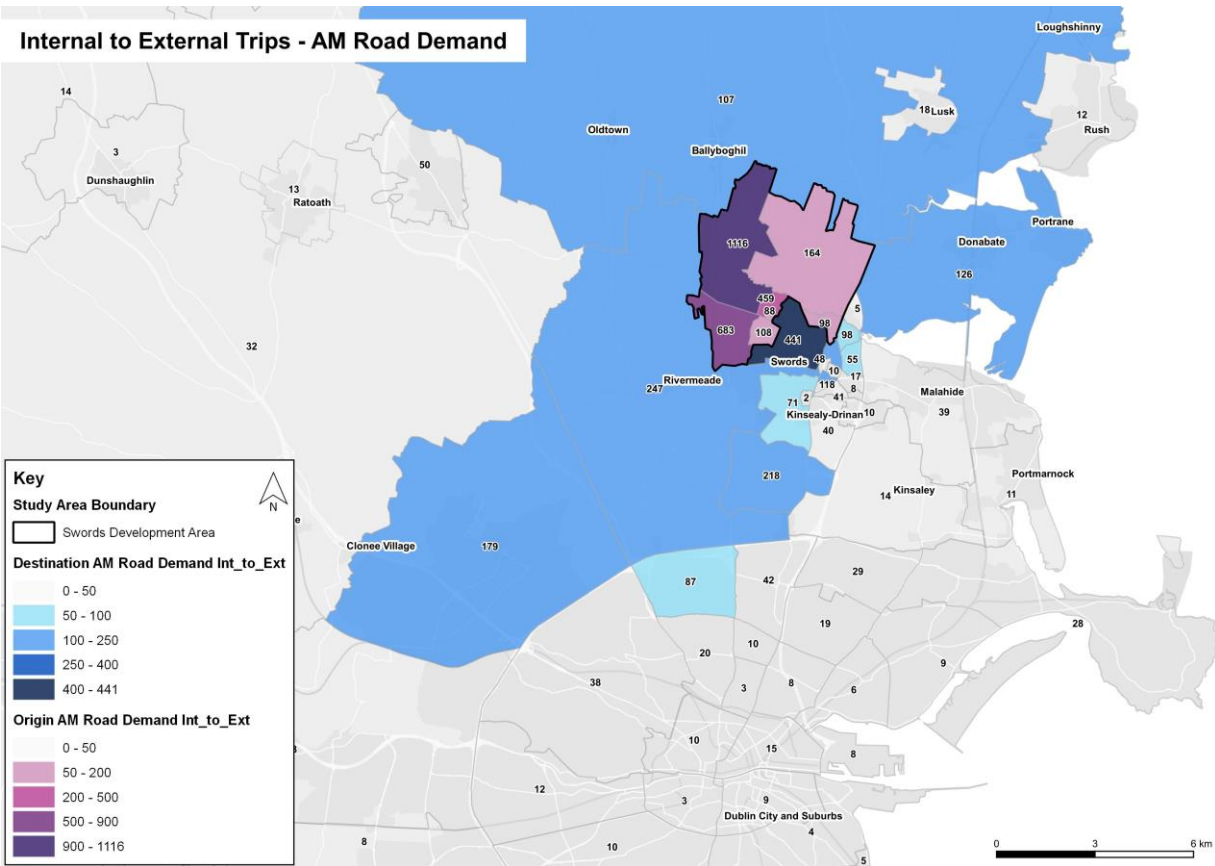 Internal to External Trips - AM Road Demand
Loughshinny
14
107
18 Lusk
12
Rush
Oldtown
3
50
Ballyboghil
Dunshaughlin
13
Ratoath
Portrane
1116
164
Donabate
126
459
5
88
683
108
98
98
441
32
48
55
Swords
10
17
Rivermeade
118
8
247
71
2
41
Malahide
Kinsealy-Drinan
10
39
40
218
Portmarnock
14 Kinsaley
11
e
Clonee Village
179
87
42
29
19
28
20
10
9
38
3
8
6
10
15
8
12
3
9
Dublin City and Suburbs
4
8
10
5
Key
N
Study Area Boundary
Swords Development Area
Destination AM Road Demand Int_to_Ext
0 - 50
50 - 100
100 - 250
250 - 400
400 - 441
Origin AM Road Demand Int_to_Ext
0 - 50
50 - 200
200 - 500
500 - 900
900 - 1116
0 3 6 km